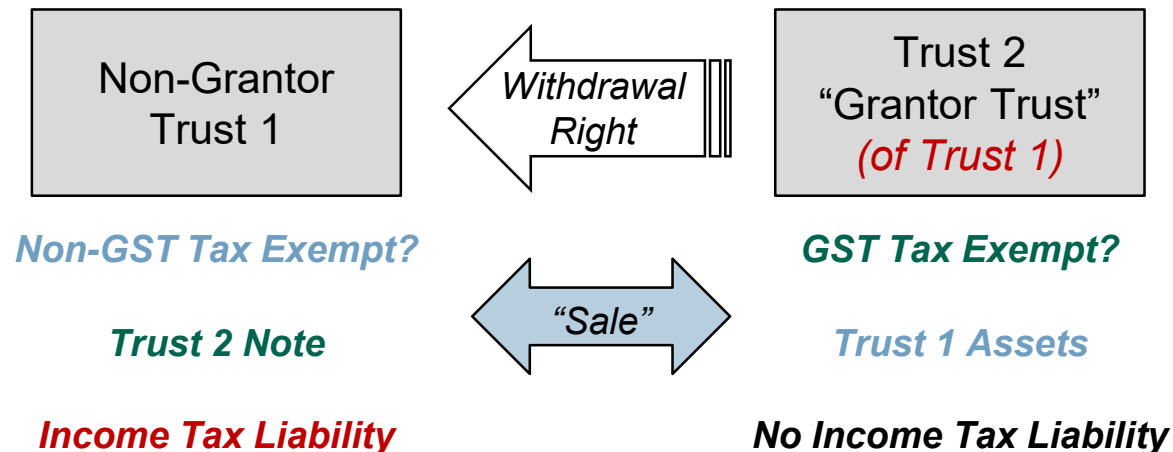 Non-Grantor
Trust 1
Withdrawal
Right
Trust 2
“Grantor Trust”
(of Trust 1)
Non-GST Tax Exempt?
GST Tax Exempt?
“Sale”
Trust 2 Note
Trust 1 Assets
Income Tax Liability
No Income Tax Liability